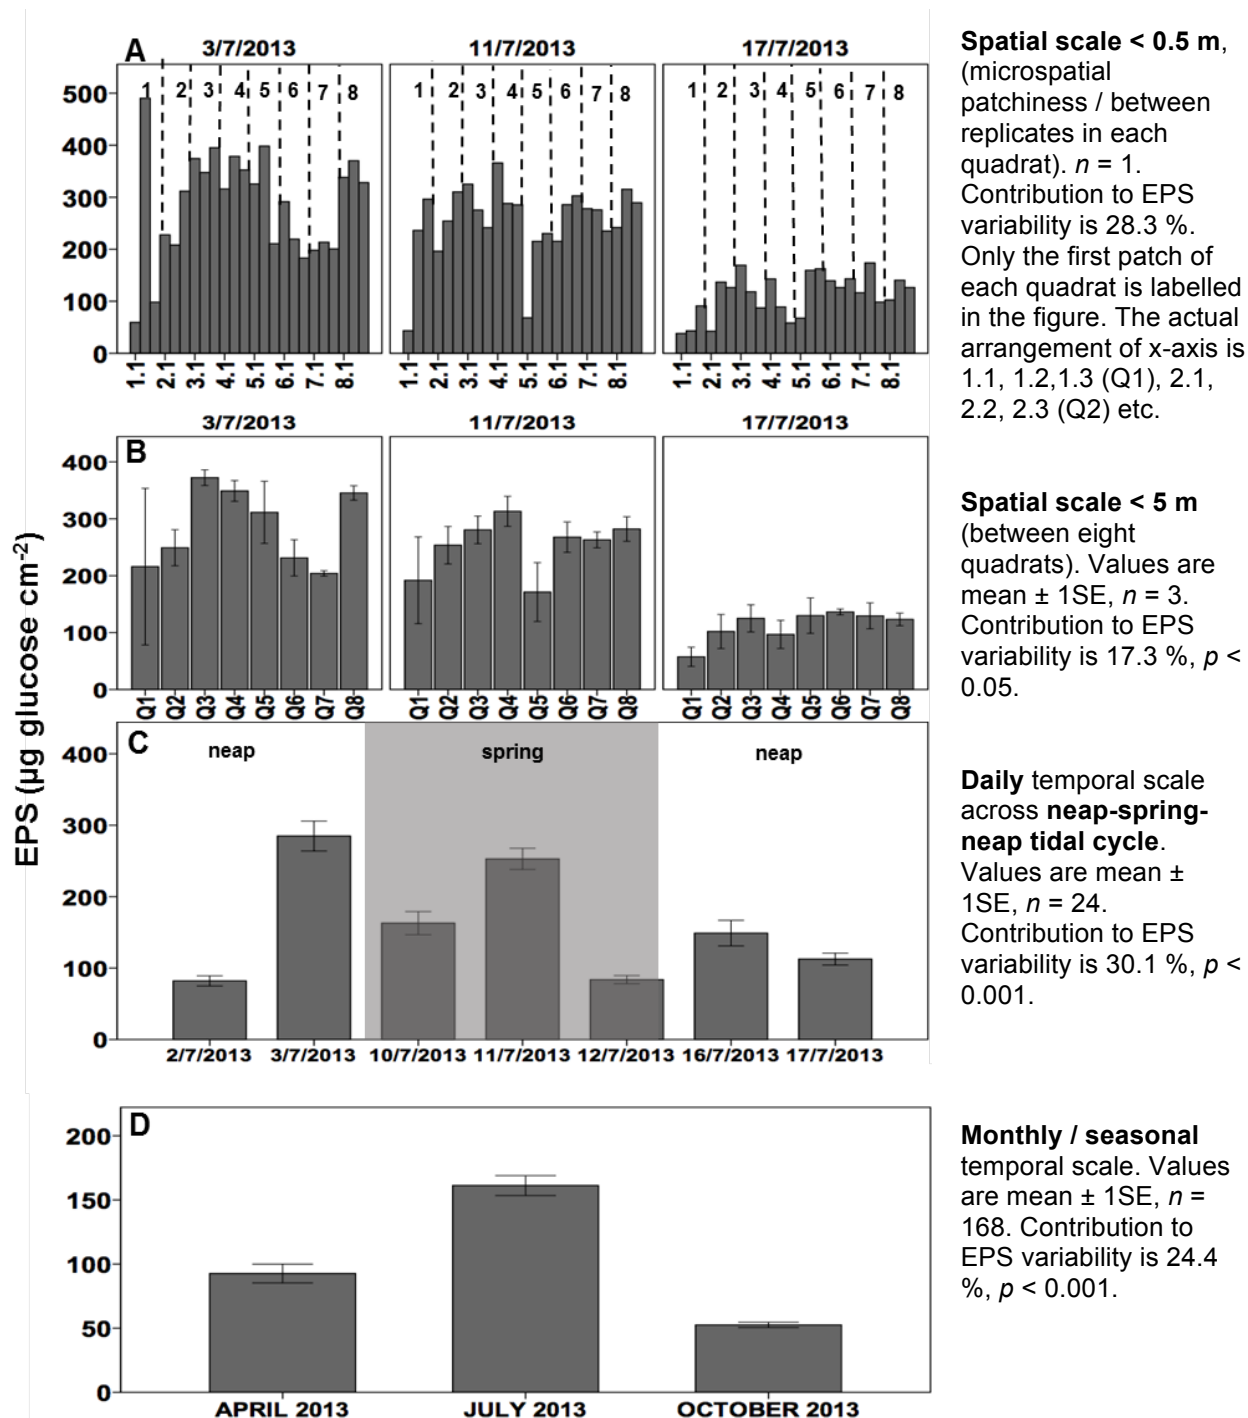 A
3/7/2013
11/7/2013
17/7/2013
1 2 3 4 5 6 7 8
1 2 3 4 5 6 7 8
1 2 3 4 5 6 7 8
500
400
300
200
100
0
1.1 2.1 3.1 4.1 5.1 6.1 7.1 8.1
1.1 2.1 3.1 4.1 5.1 6.1 7.1 8.1
1.1 2.1 3.1 4.1 5.1 6.1 7.1 8.1
Spatial scale < 0.5 m,
(microspatial
patchiness / between
replicates in each
quadrat). n = 1.
Contribution to EPS
variability is 28.3 %.
Only the first patch of
each quadrat is labelled
in the figure. The actual
arrangement of x-axis is
1.1, 1.2,1.3 (Q1), 2.1,
2.2, 2.3 (Q2) etc.
3/7/2013
11/7/2013
17/7/2013
B
400
300
200
100
0
Q1 Q2 Q3 Q4 Q5 Q6 Q7 Q8
Q1 Q2 Q3 Q4 Q5 Q6 Q7 Q8
Q1 Q2 Q3 Q4 Q5 Q6 Q7 Q8
Spatial scale < 5 m
(between eight
quadrats). Values are
mean ± 1SE, n = 3.
Contribution to EPS
variability is 17.3 %, p <
0.05.
EPS (µg glucose cm⁻²)
C
neap
spring
neap
400
300
200
100
0
2/7/2013 3/7/2013 10/7/2013 11/7/2013 12/7/2013 16/7/2013 17/7/2013
Daily temporal scale
across neap-spring-
neap tidal cycle.
Values are mean ±
1SE, n = 24.
Contribution to EPS
variability is 30.1 %, p <
0.001.
D
200
150
100
50
0
APRIL 2013 JULY 2013 OCTOBER 2013
Monthly / seasonal
temporal scale. Values
are mean ± 1SE, n =
168. Contribution to
EPS variability is 24.4
%, p < 0.001.